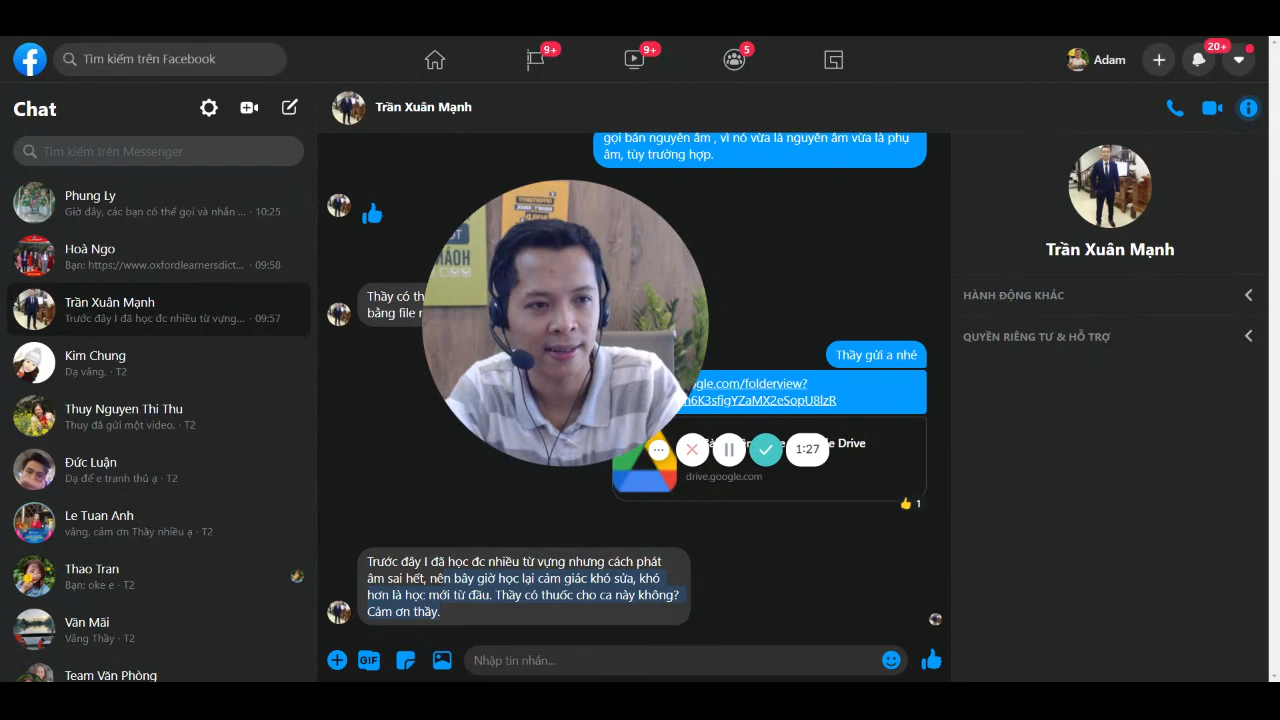 Tìm kiếm trên Facebook
9+
9+
5
Adam
20+
Chat
Tìm kiếm trên Messenger
Phung Ly
Giờ đây, các bạn có thể gọi và nhắn ... · 10:25
Hoà Ngo
Bạn: https://www.oxfordlearnersdict... · 09:58
Trần Xuân Mạnh
Trước đây I đã học đc nhiều từ vựng... · 09:57
Kim Chung
Dạ vâng, · T2
Thuy Nguyen Thi Thu
Thuy đã gửi một video. · T2
Đức Luận
Dạ để e tranh thủ ạ · T2
Le Tuan Anh
vâng, cảm ơn Thầy nhiều ạ · T2
Thao Tran
Bạn: oke e · T2
Văn Mãi
Vâng Thầy · T2
Team Văn Phòng
Trần Xuân Mạnh
gọi bán nguyên âm , vì nó vừa là nguyên âm vừa là phụ
âm, tùy trường hợp.
Thầy có th
bằng file
Thầy gửi a nhé
ogle.com/folderview?
h6K3sfigYZaMX2eSopU8lzR
Drive
1:27
drive.google.com
1
Trước đây I đã học đc nhiều từ vựng nhưng cách phát
âm sai hết, nên bây giờ học lại cảm giác khó sửa, khó
hơn là học mới từ đầu. Thầy có thuốc cho ca này không?
Cảm ơn thầy.
GIF
Nhập tin nhắn...
Trần Xuân Mạnh
HÀNH ĐỘNG KHÁC
QUYỀN RIÊNG TƯ & HỖ TRỢ